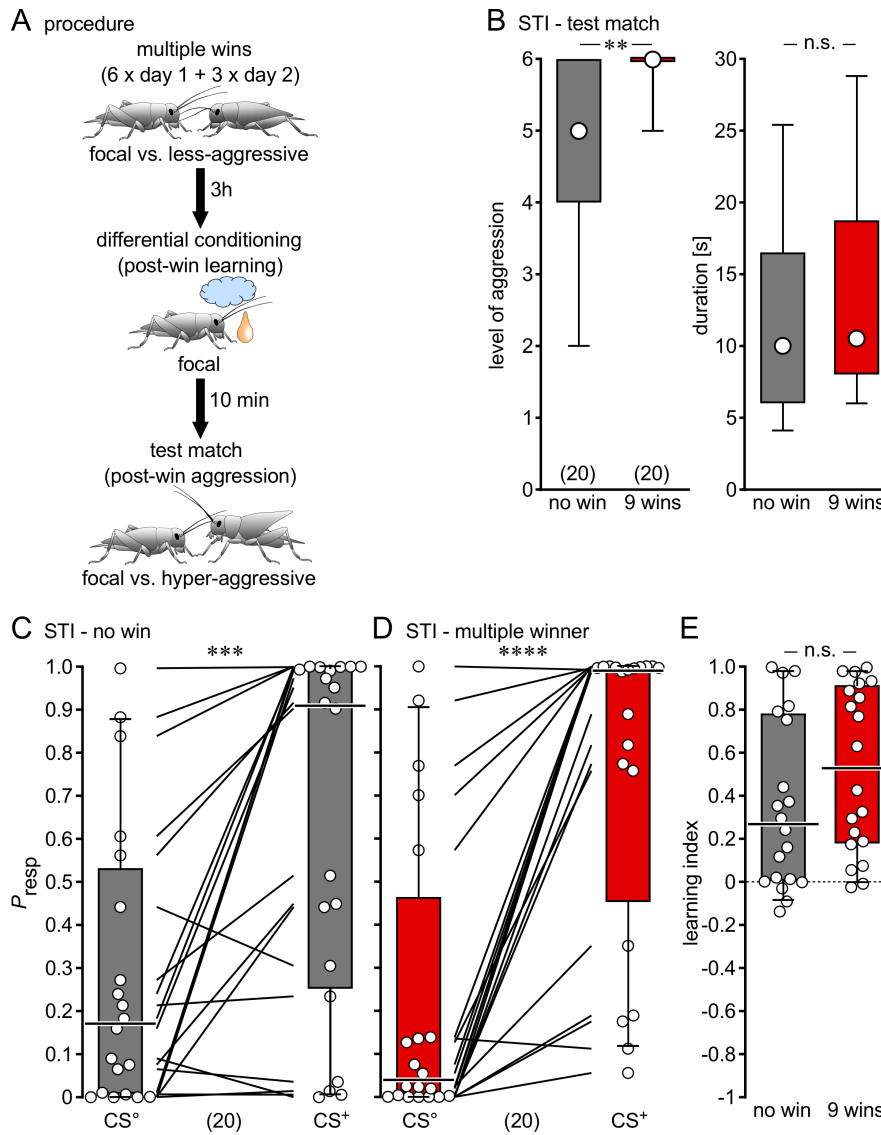 A procedure
multiple wins
(6 x day 1 + 3 x day 2)
focal vs. less-aggressive
3h
differential conditioning
(post-win learning)
focal
10 min
test match
(post-win aggression)
focal vs. hyper-aggressive
B STI - test match
**
n.s.
level of aggression
6
5
4
3
2
1
0
(20) (20)
no win 9 wins
duration [s]
30
25
20
15
10
5
0
no win 9 wins
C STI - no win
***
Presp
1.0
0.9
0.8
0.7
0.6
0.5
0.4
0.3
0.2
0.1
0
CS° (20) CS+
D STI - multiple winner
****
CS° (20) CS+
E
n.s.
learning index
1.0
0.8
0.6
0.4
0.2
0
-0.2
-0.4
-0.6
-0.8
-1
no win 9 wins